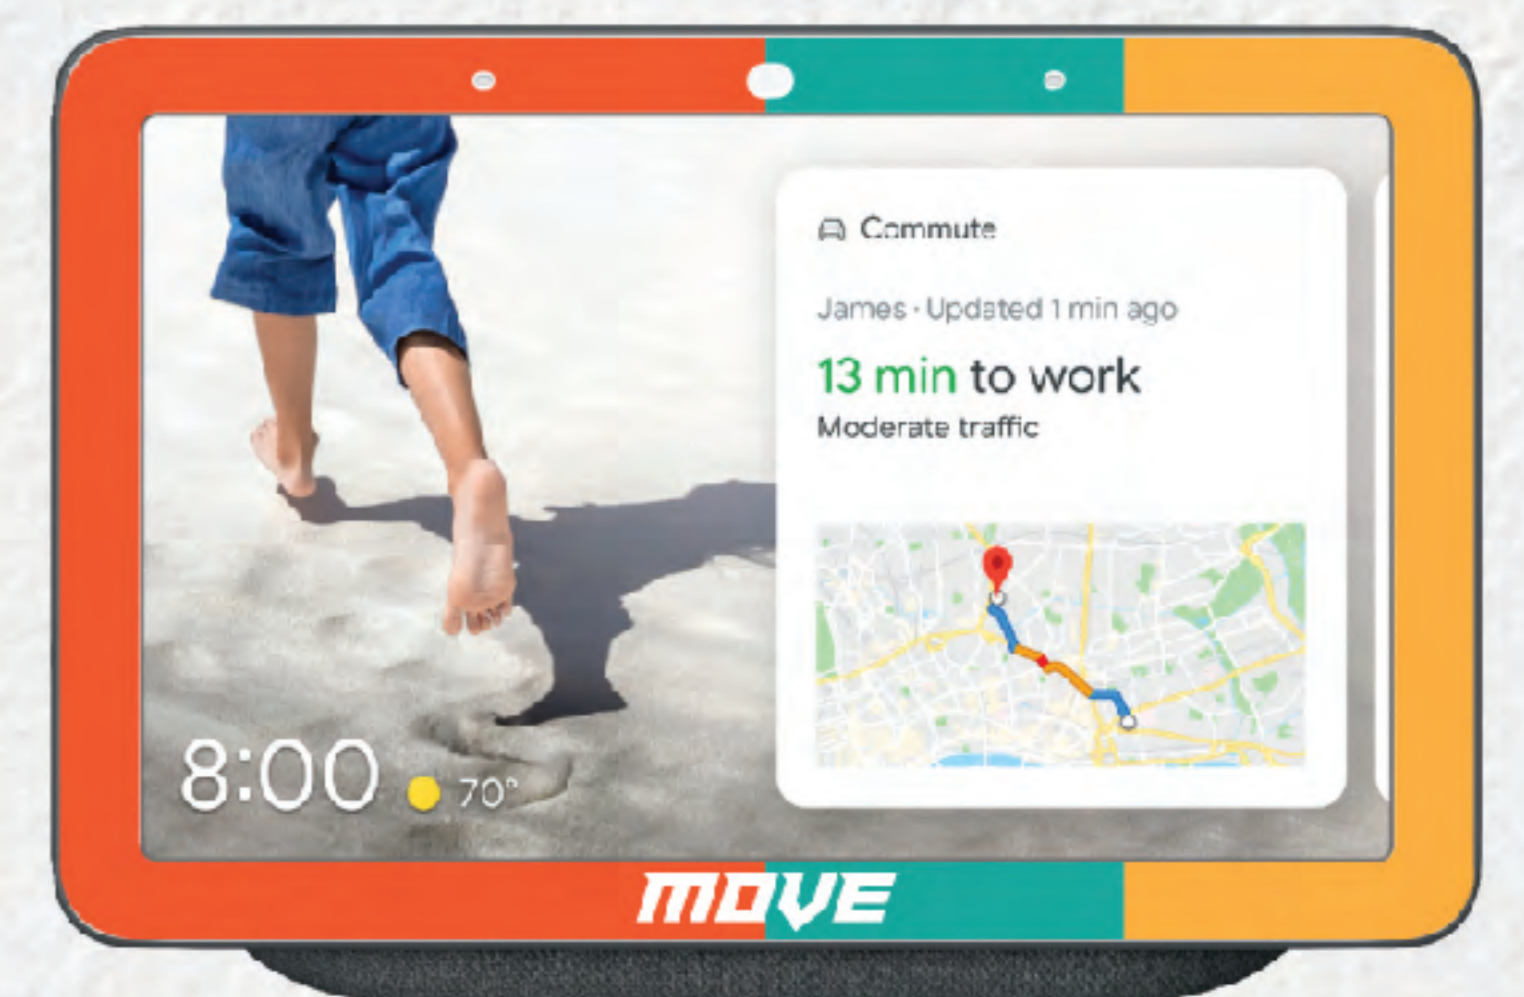 Commute
James · Updated 1 min ago
13 min to work
Moderate traffic
8:00 70°
MOVE